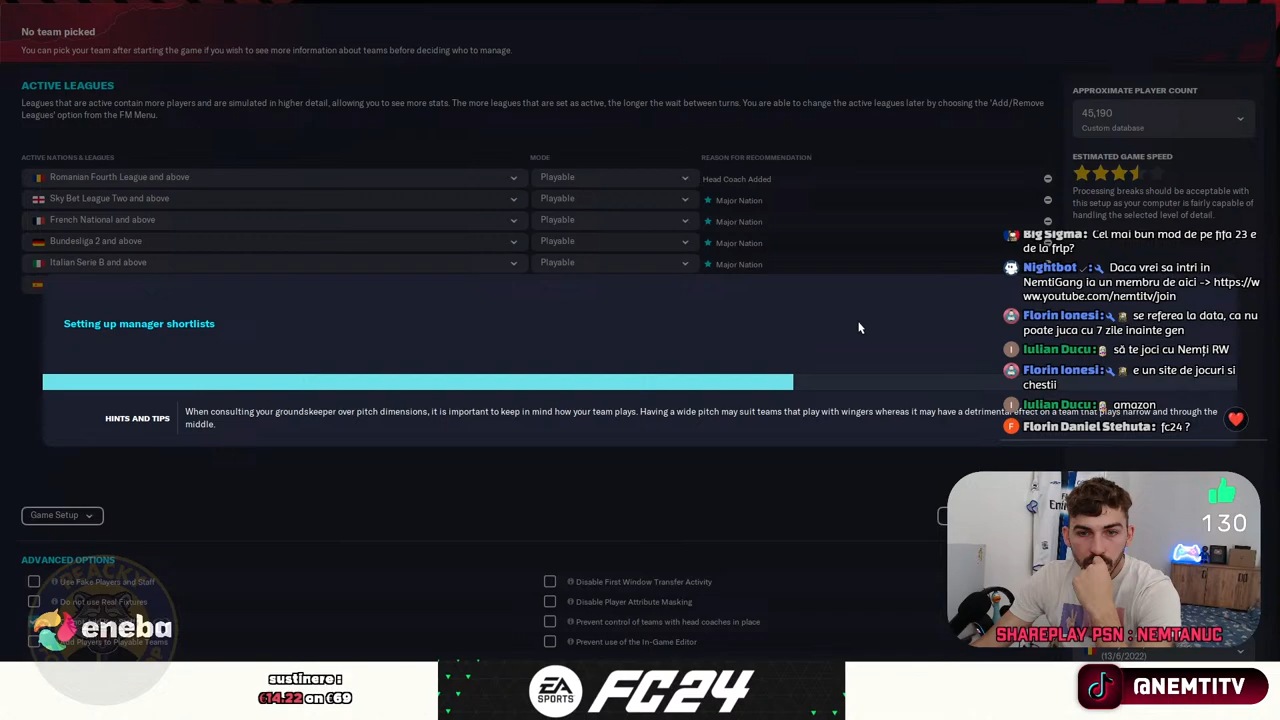 No team picked
You can pick your team after starting the game if you wish to see more information about teams before deciding who to manage.
ACTIVE LEAGUES
Leagues that are active contain more players and are simulated in higher detail, allowing you to see more stats. The more leagues that are set as active, the longer the wait between turns. You are able to change the active leagues later by choosing the 'Add/Remove
Leagues' option from the FM Menu.
ACTIVE NATIONS & LEAGUES MODE REASON FOR RECOMMENDATION
Romanian Fourth League and above Playable Head Coach Added
Sky Bet League Two and above Playable Major Nation
French National and above Playable Major Nation
Bundesliga 2 and above Playable Major Nation
Italian Serie B and above Playable Major Nation
APPROXIMATE PLAYER COUNT
45,190
Custom database
ESTIMATED GAME SPEED
Processing breaks should be acceptable with
this setup as your computer is fairly capable of
handling the selected level of detail.
Setting up manager shortlists
HINTS AND TIPS
When consulting your groundskeeper over pitch dimensions, it is important to keep in mind how your team plays. Having a wide pitch may suit teams that play with wingers whereas it may have a detrimental effect on a team that plays narrow and through the
middle.
Big Sigma: Cel mai bun mod de pe fifa 23 e
de la frlp?
Nightbot : Daca vrei sa intri in
NemtiGang ia un membru de aici -> https://w
ww.youtube.com/nemtitv/join
Florin Ionesi: se referea la data, ca nu
poate juca cu 7 zile inainte gen
Iulian Ducu: să te joci cu Nemți RW
Florin Ionesi: e un site de jocuri si
chestii
Iulian Ducu: amazon
Florin Daniel Stehuta: fc24 ?
Game Setup
ADVANCED OPTIONS
Use Fake Players and Staff
Do not use Real Fixtures
Players to Playable Teams
Disable First Window Transfer Activity
Disable Player Attribute Masking
Prevent control of teams with head coaches in place
Prevent use of the In-Game Editor
eneba
130
SHAREPLAY PSN : NEMTANUC
(13/6/2022)
sustinere :
€14.22 on €69
EA
SPORTS
FC24
@NEMTITV